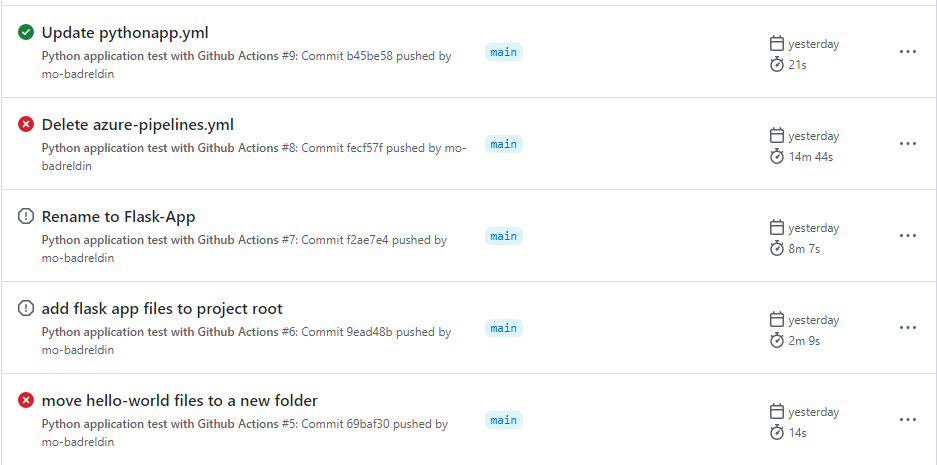 Update pythonapp.yml
Python application test with Github Actions #9: Commit b45be58 pushed by
mo-badreldin
main
yesterday
21s
Delete azure-pipelines.yml
Python application test with Github Actions #8: Commit fecf57f pushed by mo-
badreldin
main
yesterday
14m 44s
Rename to Flask-App
Python application test with Github Actions #7: Commit f2ae7e4 pushed by
mo-badreldin
main
yesterday
8m 7s
add flask app files to project root
Python application test with Github Actions #6: Commit 9ead48b pushed by
mo-badreldin
main
yesterday
2m 9s
move hello-world files to a new folder
Python application test with Github Actions #5: Commit 69baf30 pushed by
mo-badreldin
main
yesterday
14s